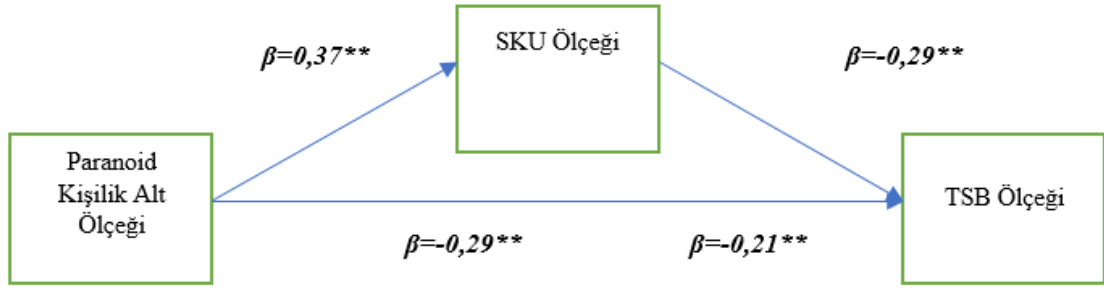 SKU Ölçeği
β=0,37**
β=-0,29**
Paranoid
Kişilik Alt
Ölçeği
TSB Ölçeği
β=-0,29**
β=-0,21**